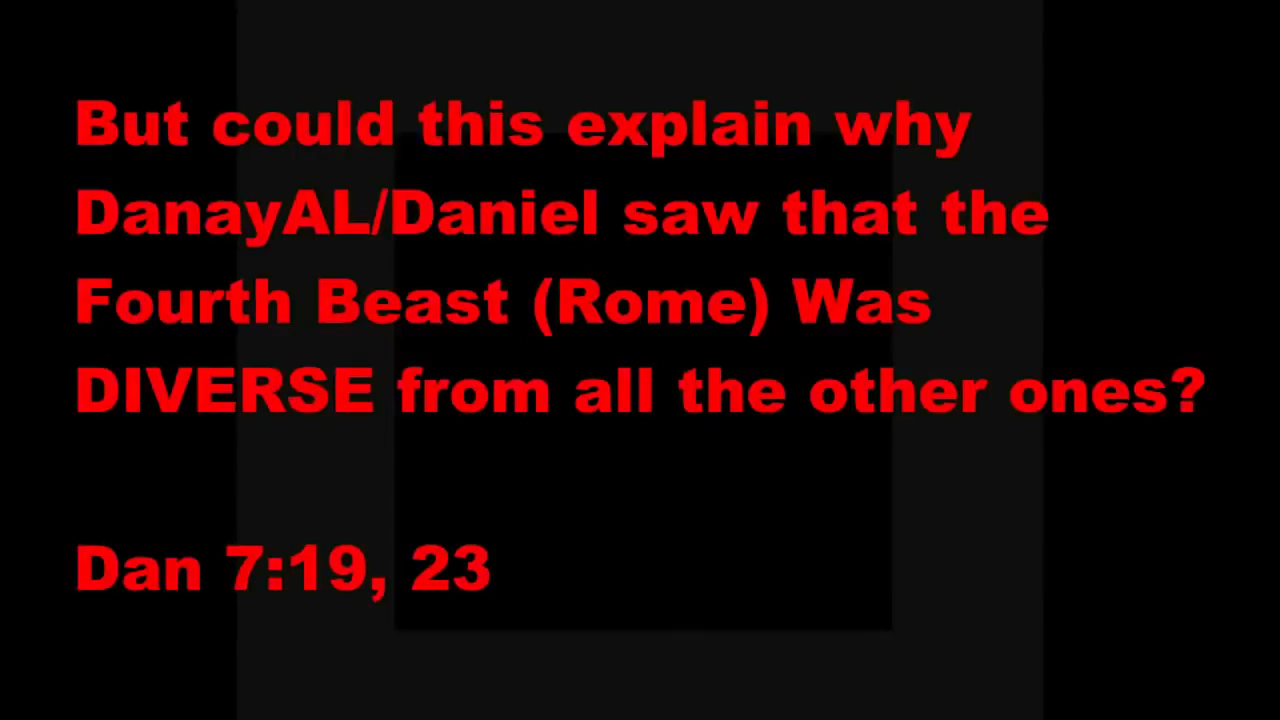 But could this explain why
DanayAL/Daniel saw that the
Fourth Beast (Rome) Was
DIVERSE from all the other ones?
Dan 7:19, 23